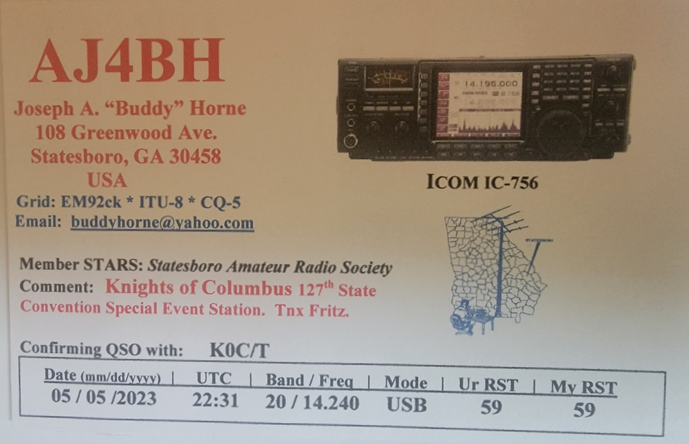 AJ4BH
Joseph A. “Buddy” Horne
108 Greenwood Ave.
Statesboro, GA 30458
USA
Grid: EM92ck * ITU-8 * CQ-5
Email: buddyhorne@yahoo.com
14.195.000
ICOM IC-756
Member STARS: Statesboro Amateur Radio Society
Comment: Knights of Columbus 127th State
Convention Special Event Station. Tnx Fritz.
Confirming QSO with: K0C/T
Date (mm/dd/yyyy) | UTC | Band / Freq | Mode | Ur RST | My RST
05 / 05 /2023 22:31 20 / 14.240 USB 59 59